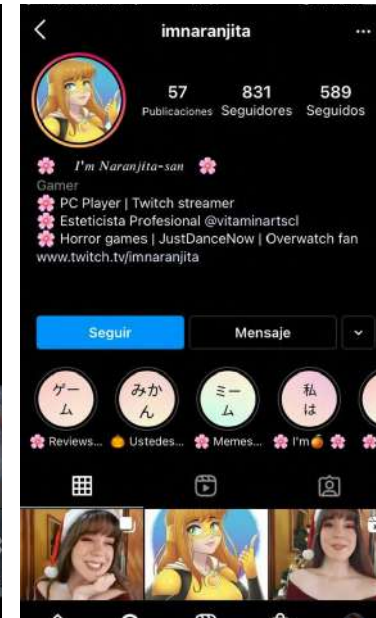 imnaranjita
57 831 589
Publicaciones Seguidores Seguidos
🌸 I'm Naranjita-san 🌸
Gamer
🌸 PC Player | Twitch streamer
🌸 Esteticista Profesional @vitaminartscl
🌸 Horror games | JustDanceNow | Overwatch fan
www.twitch.tv/imnaranjita
Seguir Mensaje
ゲーム みかん ミーム 私は
🌸 Reviews... 🎃 Ustedes... 🌸 Memes... 🌸 I'm🍊 🌸